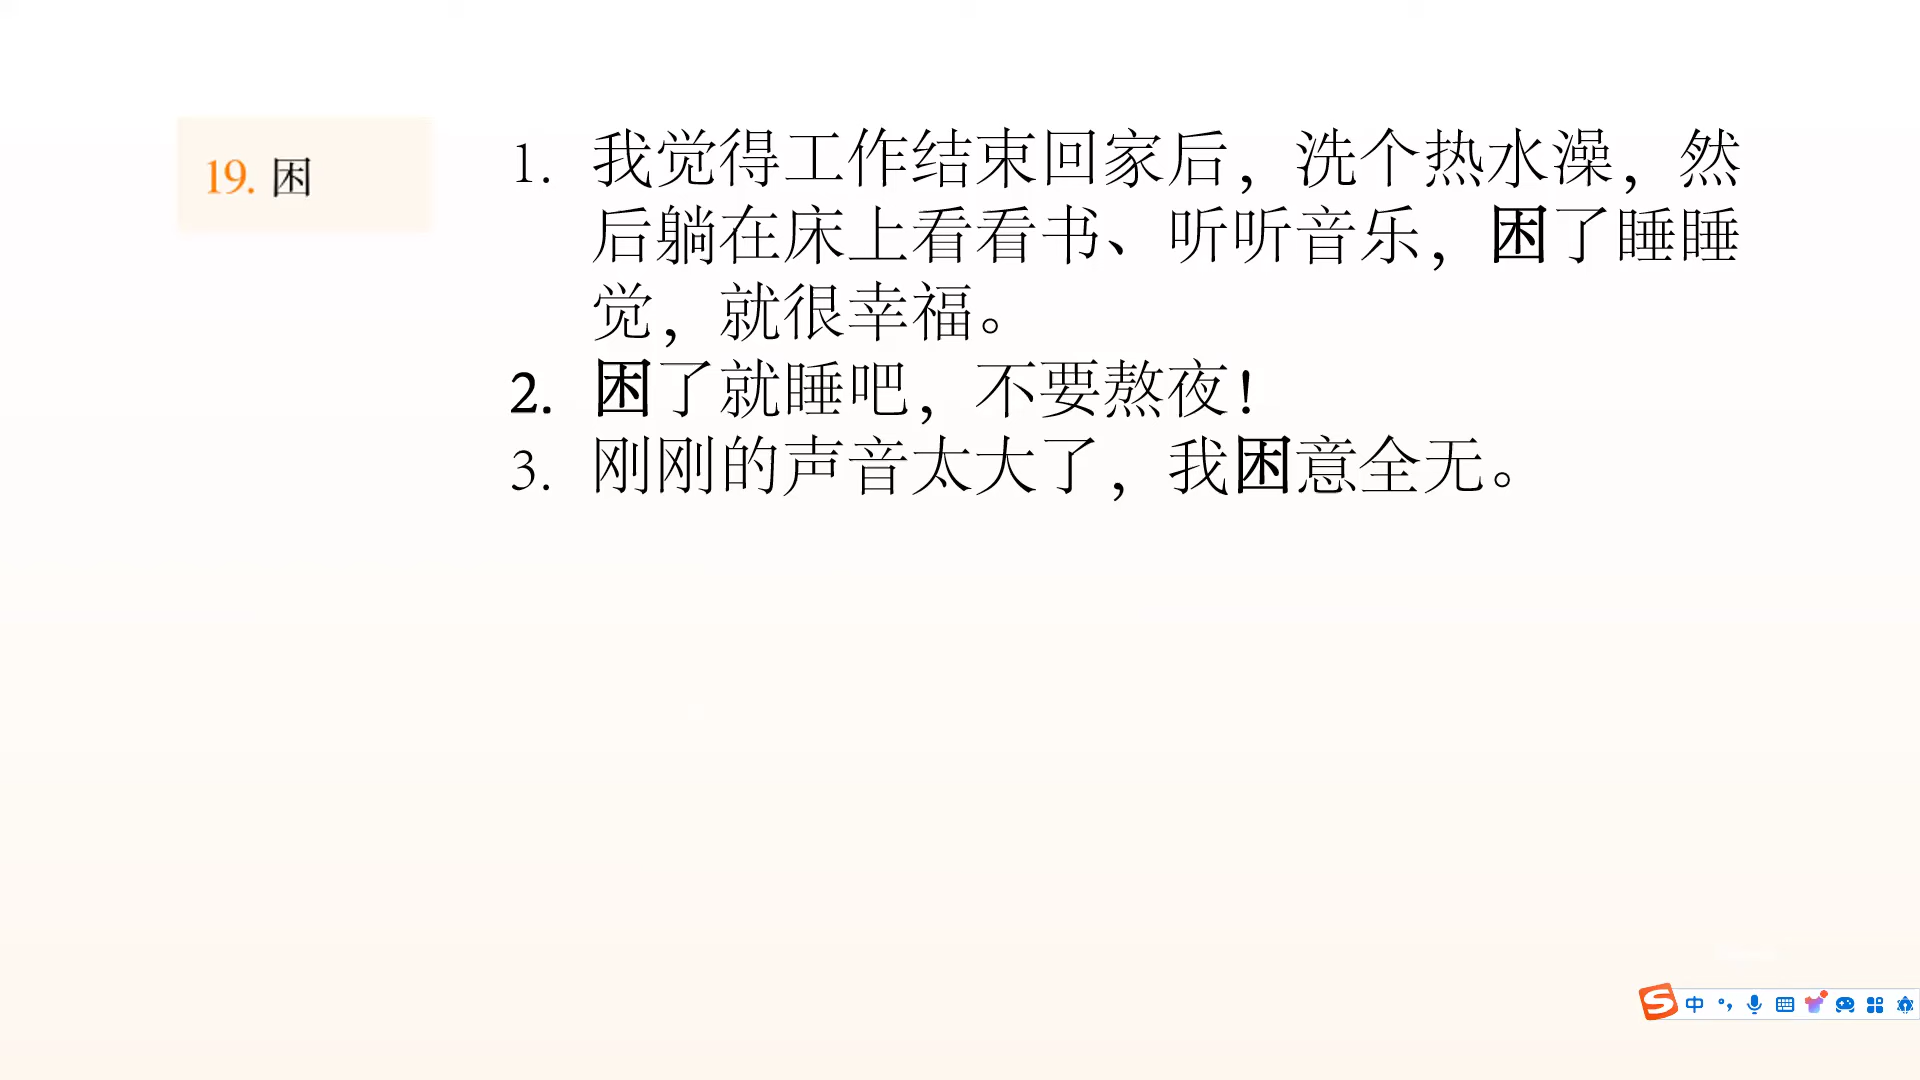 19. 困
1. 我觉得工作结束回家后，洗个热水澡，然
后躺在床上看看书、听听音乐，困了睡睡
觉，就很幸福。
2. 困了就睡吧，不要熬夜！
3. 刚刚的声音太大了，我困意全无。
中